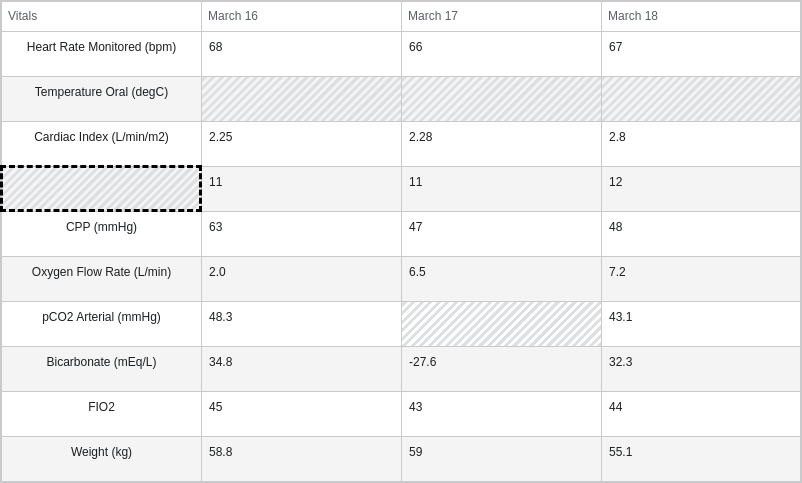 Vitals March 16 March 17 March 18
Heart Rate Monitored (bpm) 68 66 67
Temperature Oral (degC)
Cardiac Index (L/min/m2) 2.25 2.28 2.8
11 11 12
CPP (mmHg) 63 47 48
Oxygen Flow Rate (L/min) 2.0 6.5 7.2
pCO2 Arterial (mmHg) 48.3 43.1
Bicarbonate (mEq/L) 34.8 -27.6 32.3
FIO2 45 43 44
Weight (kg) 58.8 59 55.1